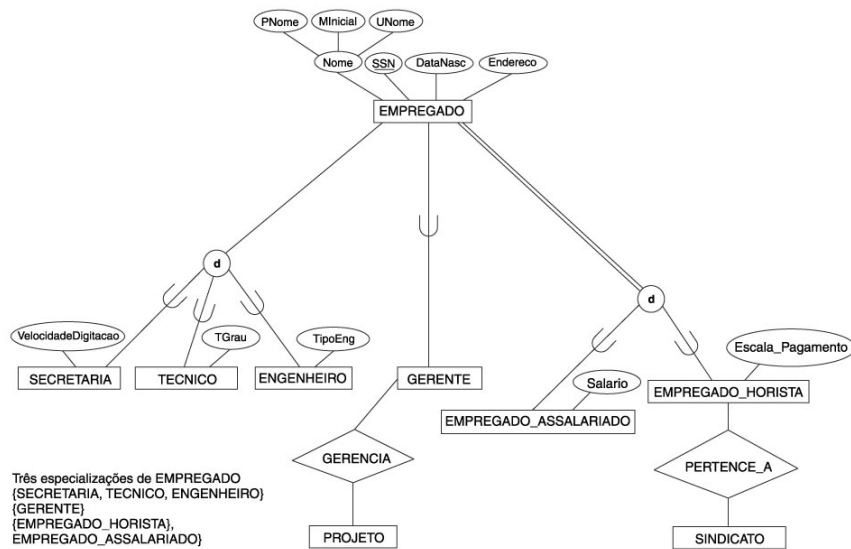 PNome MInicial UNome
Nome SSN DataNasc Endereco
EMPREGADO
d
d
VelocidadeDigitacao TGrau TipoEng
Escala_Pagamento
SECRETARIA TECNICO ENGENHEIRO GERENTE
Salario
EMPREGADO_HORISTA
EMPREGADO_ASSALARIADO
GERENCIA
PERTENCE_A
Três especializações de EMPREGADO
{SECRETARIA, TECNICO, ENGENHEIRO}
{GERENTE}
{EMPREGADO_HORISTA},
EMPREGADO_ASSALARIADO}
PROJETO
SINDICATO